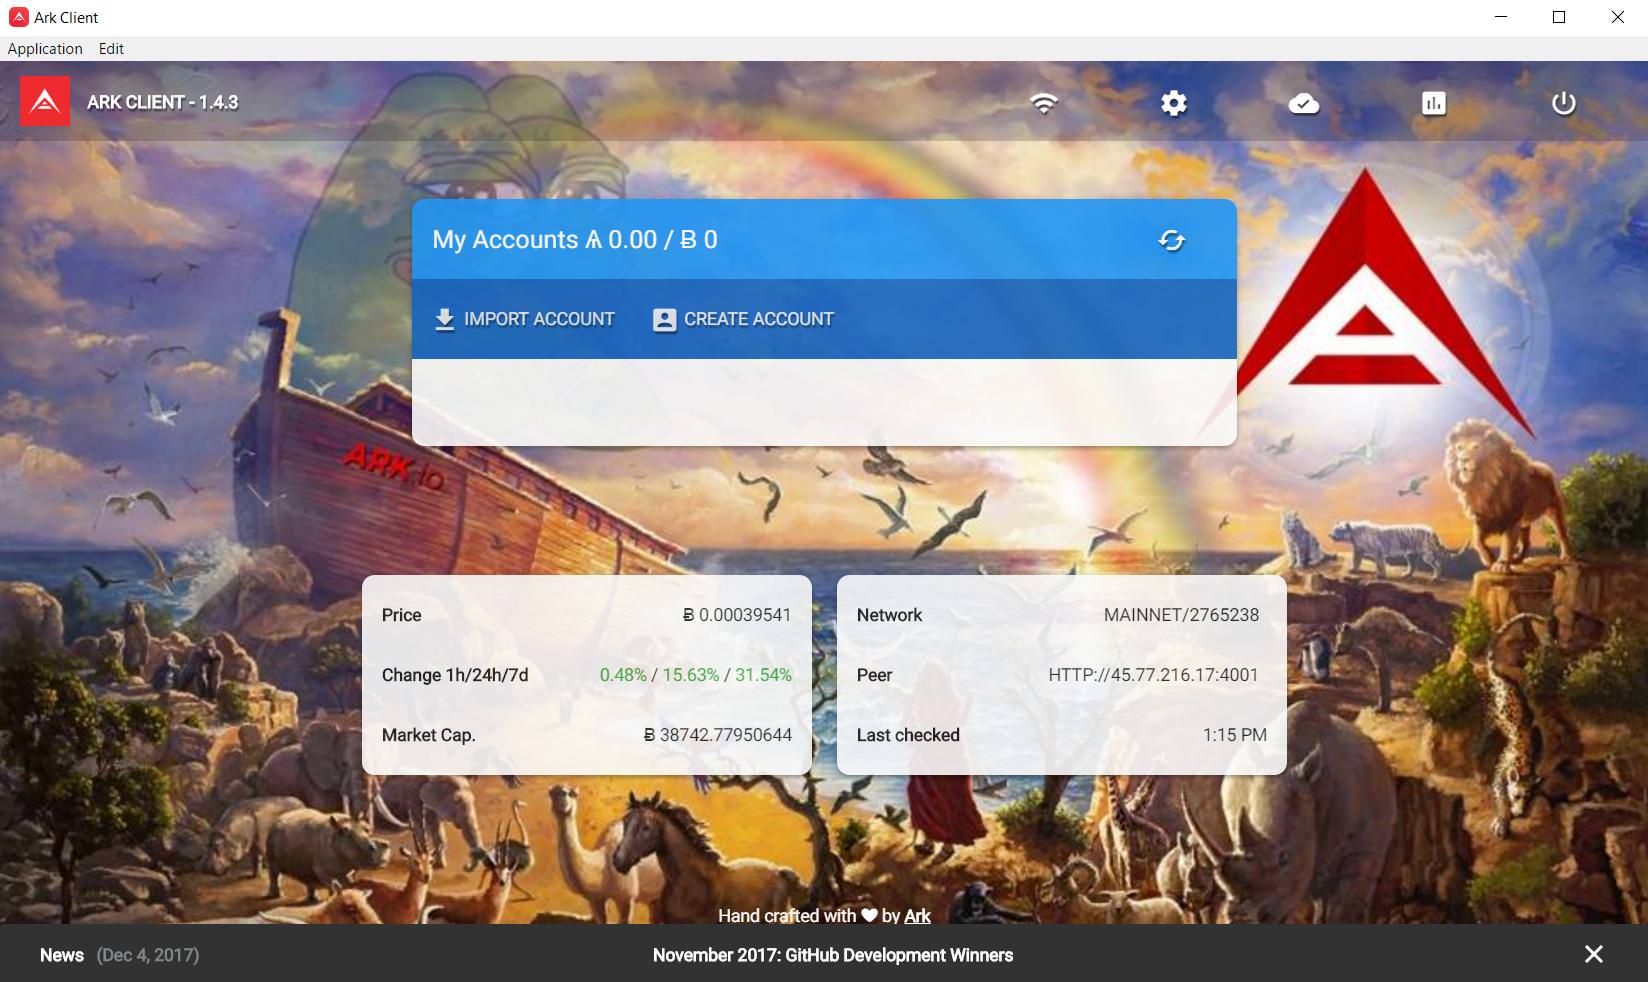 Ark Client
Application Edit
ARK CLIENT - 1.4.3
My Accounts Ѧ 0.00 / Ƀ 0
IMPORT ACCOUNT CREATE ACCOUNT
ARK.io
Price Ƀ 0.00039541
Change 1h/24h/7d 0.48% / 15.63% / 31.54%
Market Cap. Ƀ 38742.77950644
Network MAINNET/2765238
Peer HTTP://45.77.216.17:4001
Last checked 1:15 PM
Hand crafted with ♥ by Ark
News (Dec 4, 2017) November 2017: GitHub Development Winners